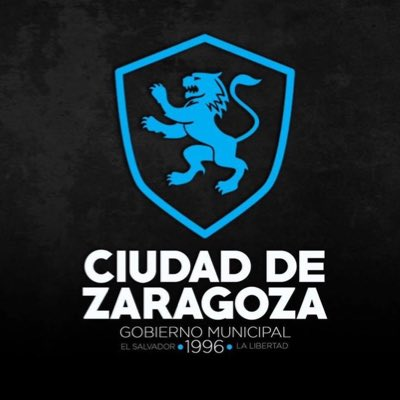 CIUDAD DE
ZARAGOZA
GOBIERNO MUNICIPAL
EL SALVADOR • 1996 • LA LIBERTAD